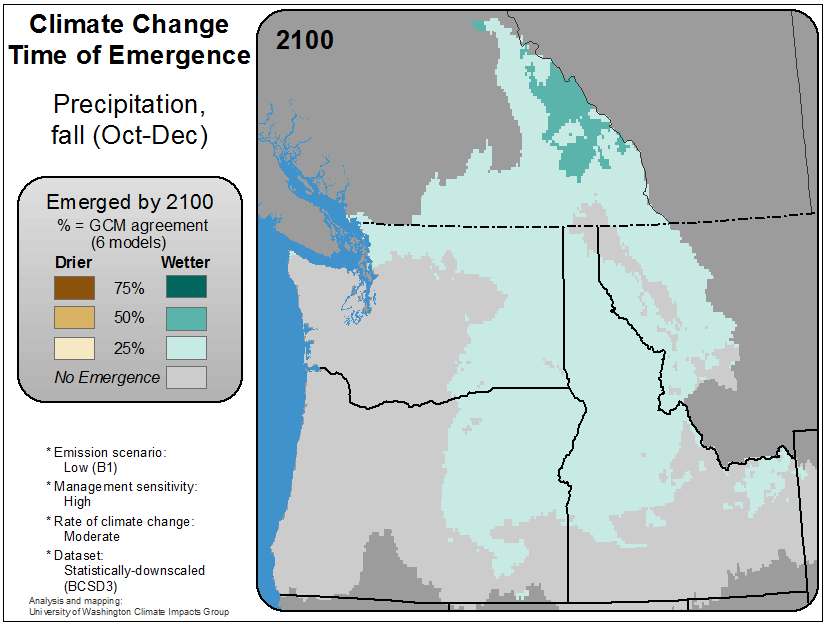 Climate Change
Time of Emergence
Precipitation,
fall (Oct-Dec)
2100
Emerged by 2100
% = GCM agreement
(6 models)
Drier Wetter
75%
50%
25%
No Emergence
* Emission scenario:
Low (B1)
* Management sensitivity:
High
* Rate of climate change:
Moderate
* Dataset:
Statistically-downscaled
(BCSD3)
Analysis and mapping:
University of Washington Climate Impacts Group